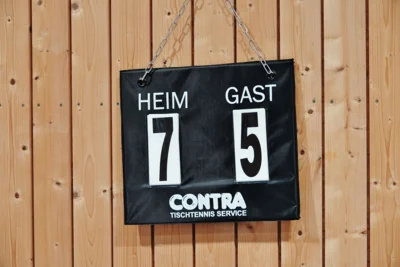 HEIM GAST
7 5
CONTRA
TISCHTENNIS SERVICE